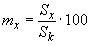 m_x = S_x / S_k · 100